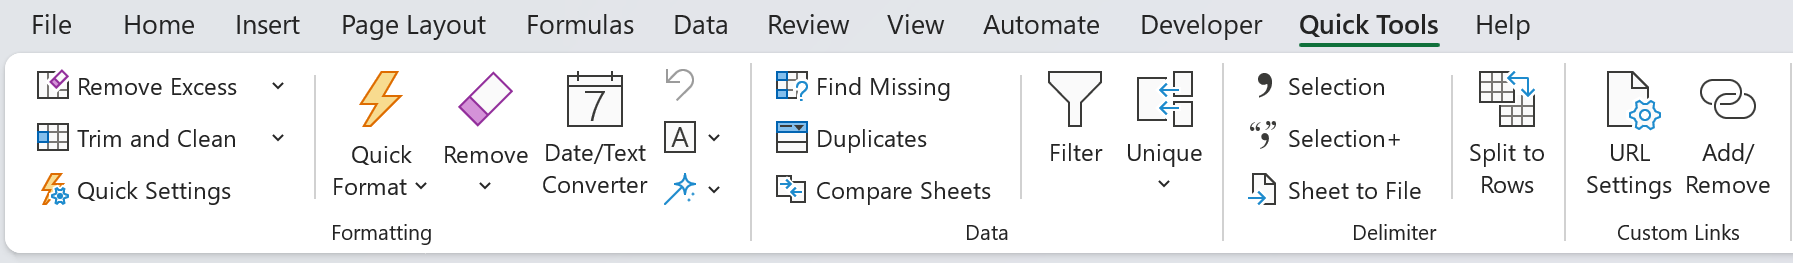 File Home Insert Page Layout Formulas Data Review View Automate Developer Quick Tools Help
Remove Excess
Trim and Clean
Quick Settings
Quick
Format
Remove
Date/Text
Converter
7
A
Formatting
Find Missing
?
Duplicates
Compare Sheets
Filter
Unique
Data
Selection
Selection+
Sheet to File
Split to
Rows
Delimiter
URL
Settings
Add/
Remove
Custom Links